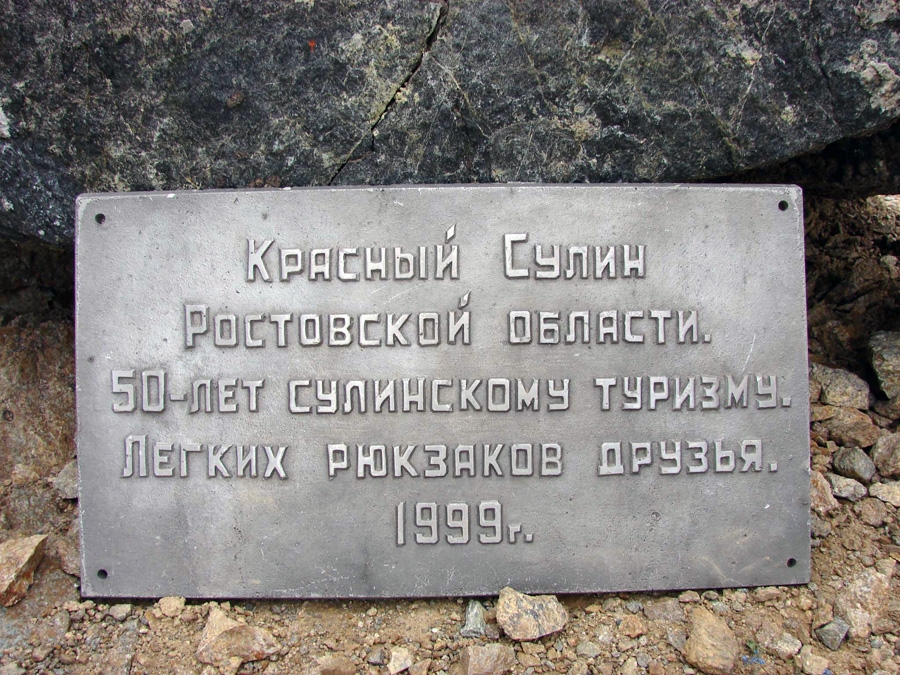 Красный Сулин
Ростовской области.
50-лет сулинскому туризму.
Легких рюкзаков друзья.
1999г.